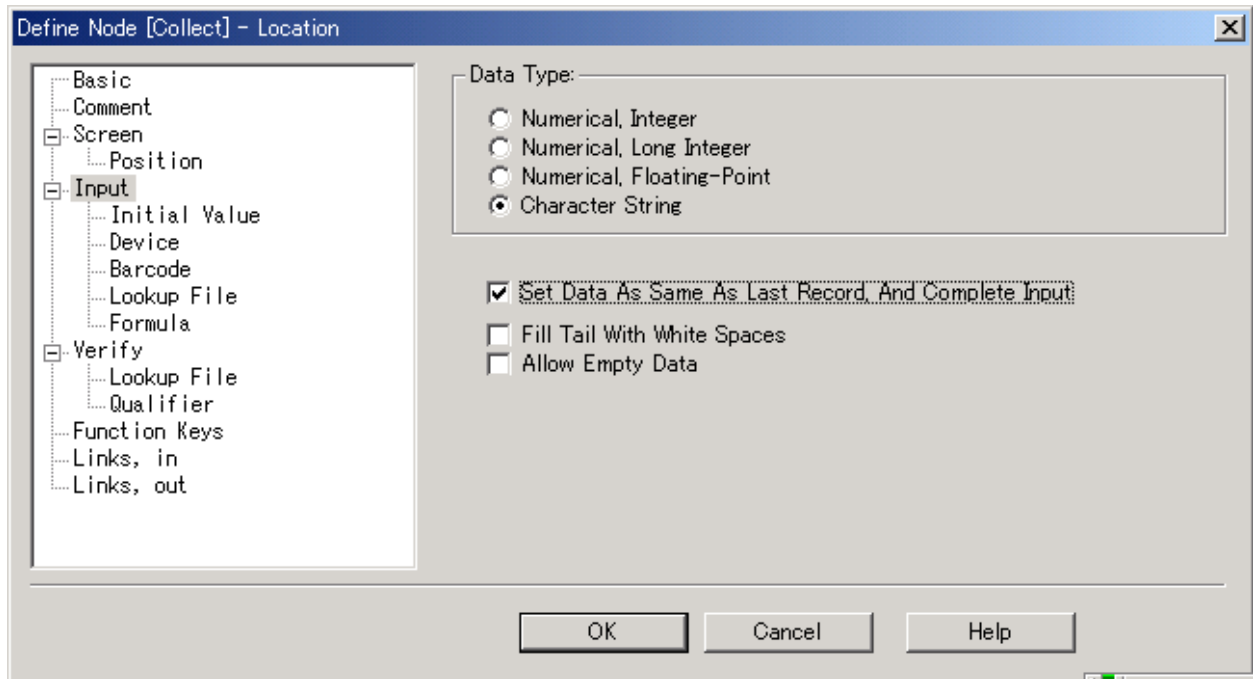 Define Node [Collect] - Location
Basic
Comment
Screen
Position
Input
Initial Value
Device
Barcode
Lookup File
Formula
Verify
Lookup File
Qualifier
Function Keys
Links, in
Links, out
Data Type:
Numerical, Integer
Numerical, Long Integer
Numerical, Floating-Point
Character String
Set Data As Same As Last Record, And Complete Input
Fill Tail With White Spaces
Allow Empty Data
OK
Cancel
Help